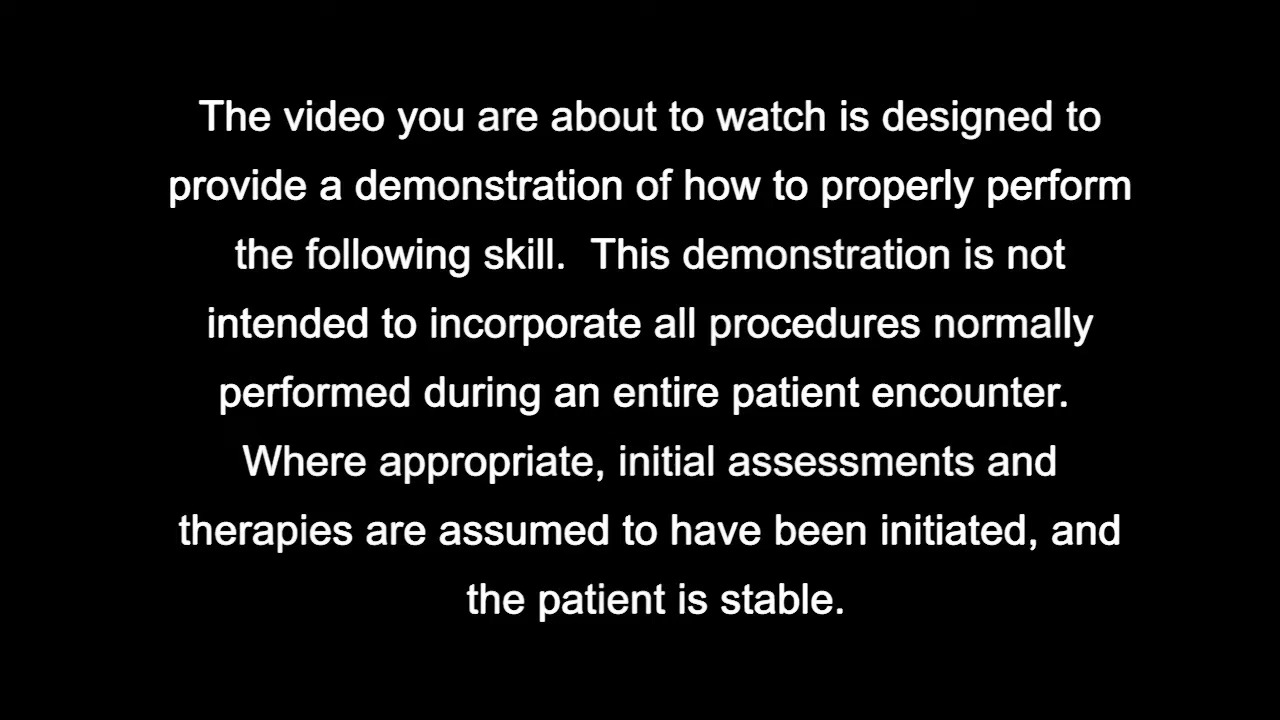 The video you are about to watch is designed to
provide a demonstration of how to properly perform
the following skill.  This demonstration is not
intended to incorporate all procedures normally
performed during an entire patient encounter.
Where appropriate, initial assessments and
therapies are assumed to have been initiated, and
the patient is stable.